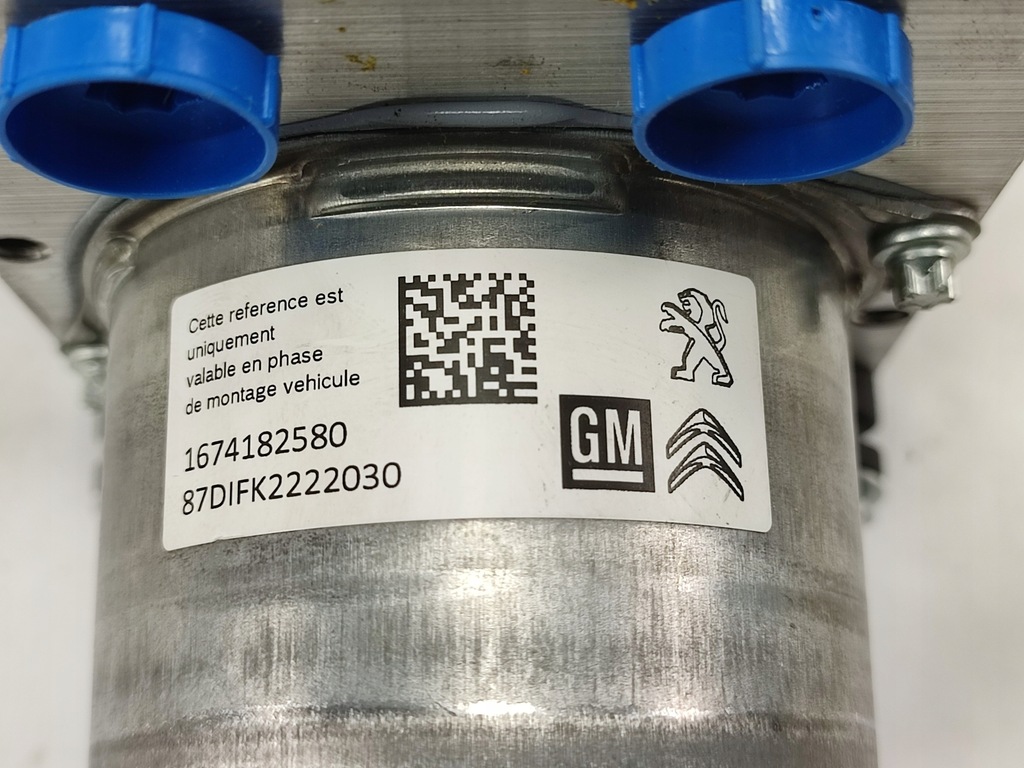 Cette reference est
uniquement
valable en phase
de montage vehicule
1674182580
87DIFK2222030
GM